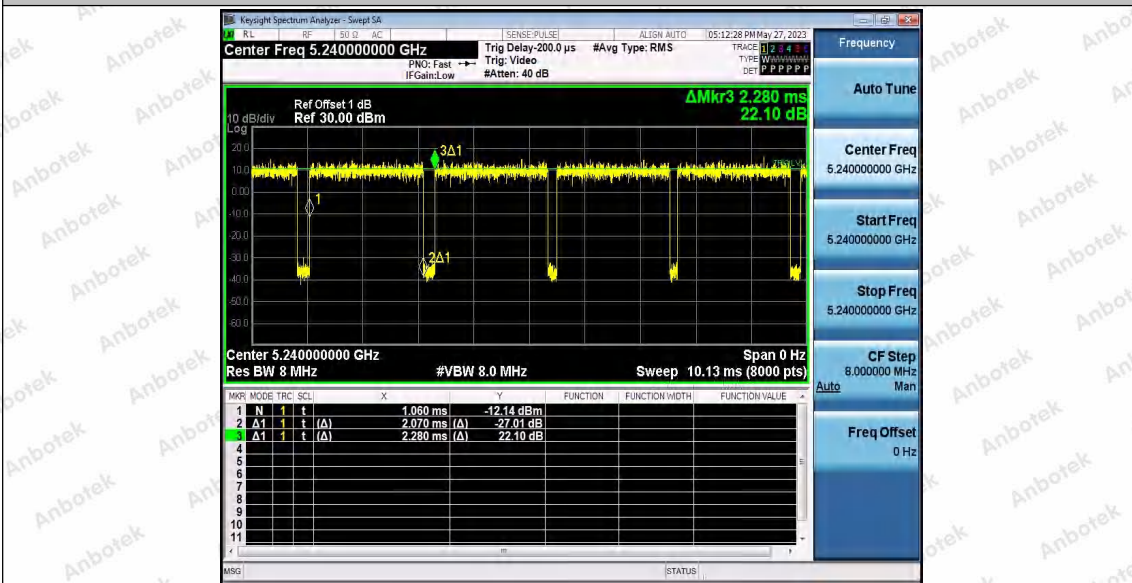 Keysight Spectrum Analyzer - Swept SA
RL RF 50 Ω AC SENSE:PULSE ALIGN AUTO 05:12:28 PM May 27, 2023
Center Freq 5.240000000 GHz
PNO: Fast
IFGain:Low
Trig Delay-200.0 µs
Trig: Video
#Atten: 40 dB
#Avg Type: RMS
TRACE 1 2 3 4 5 6
TYPE WWWWWW
DET P P P P P P
Frequency
Auto Tune
Center Freq
5.240000000 GHz
Start Freq
5.240000000 GHz
Stop Freq
5.240000000 GHz
CF Step
8.000000 MHz
Auto Man
Freq Offset
0 Hz
ΔMkr3 2.280 ms
22.10 dB
Ref Offset 1 dB
10 dB/div Ref 30.00 dBm
Log
20.0
10.0
0.00
-10.0
-20.0
-30.0
-40.0
-50.0
-60.0
3Δ1
1
2Δ1
Center 5.240000000 GHz Span 0 Hz
Res BW 8 MHz #VBW 8.0 MHz Sweep 10.13 ms (8000 pts)
MKR MODE TRC SCL X Y FUNCTION FUNCTION WIDTH FUNCTION VALUE
1 N 1 t 1.060 ms -12.14 dBm
2 Δ1 1 t (Δ) 2.070 ms (Δ) -27.01 dB
3 Δ1 1 t (Δ) 2.280 ms (Δ) 22.10 dB
4
5
6
7
8
9
10
11
MSG STATUS
Anbotek